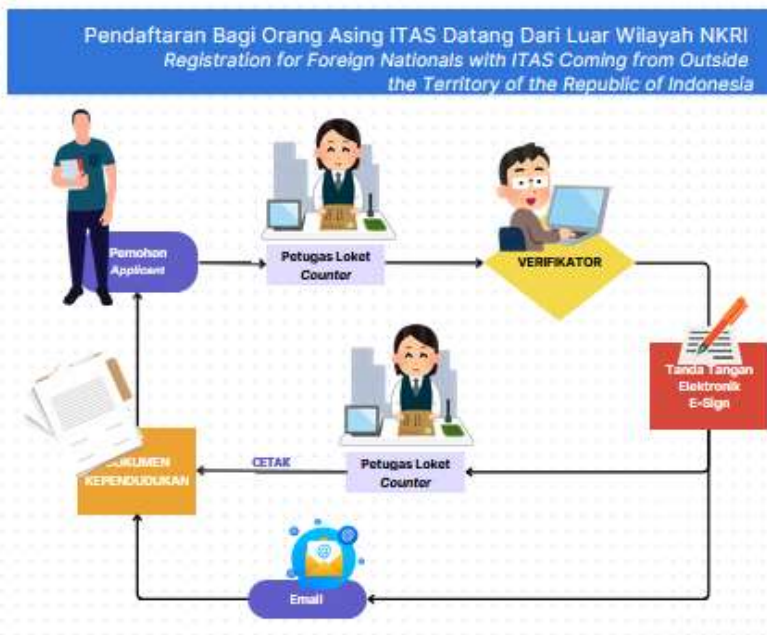 Pendaftaran Bagi Orang Asing ITAS Datang Dari Luar Wilayah NKRI
Registration for Foreign Nationals with ITAS Coming from Outside
the Territory of the Republic of Indonesia
Pemohon
Applicant
Petugas Loket
Counter
VERIFIKATOR
Tanda Tangan
Elektronik
E-Sign
DOKUMEN
KEPENDUDUKAN
CETAK
Petugas Loket
Counter
Email